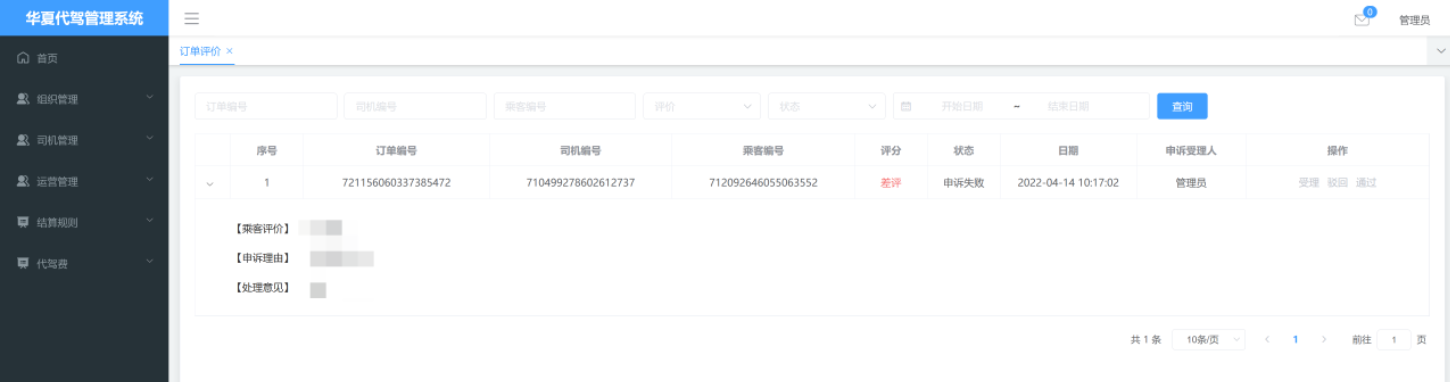 华夏代驾管理系统
0
管理员
首页
订单评价 ×
组织管理
司机管理
运营管理
结算规则
代驾费
订单编号 司机编号 乘客编号 评价 状态 开始日期 ~ 结束日期 查询
序号 订单编号 司机编号 乘客编号 评分 状态 日期 申诉受理人 操作
1 721156060337385472 710499278602612737 712092646055063552 差评 申诉失败 2022-04-14 10:17:02 管理员 受理 驳回 通过
【乘客评价】
【申诉理由】
【处理意见】
共 1 条 10条/页 < 1 > 前往 1 页